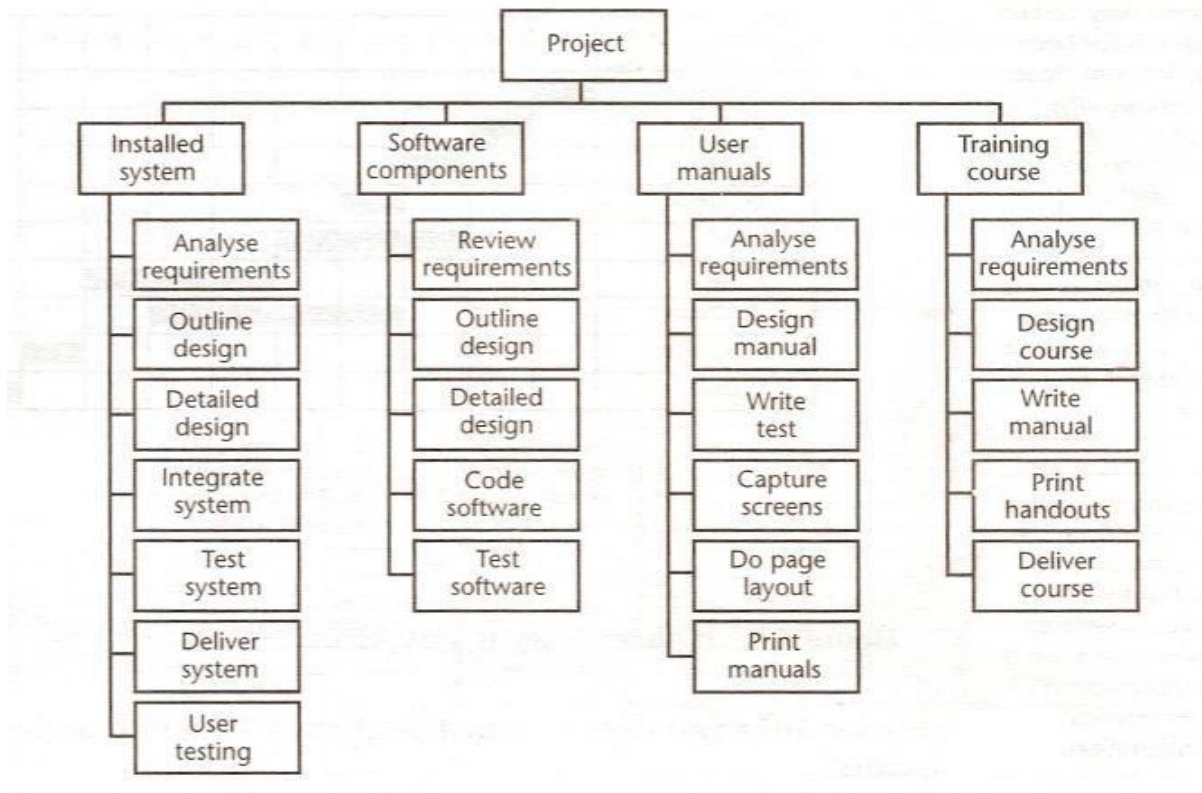 Project
Installed
system
Software
components
User
manuals
Training
course
Analyse
requirements
Outline
design
Detailed
design
Integrate
system
Test
system
Deliver
system
User
testing
Review
requirements
Outline
design
Detailed
design
Code
software
Test
software
Analyse
requirements
Design
manual
Write
test
Capture
screens
Do page
layout
Print
manuals
Analyse
requirements
Design
course
Write
manual
Print
handouts
Deliver
course